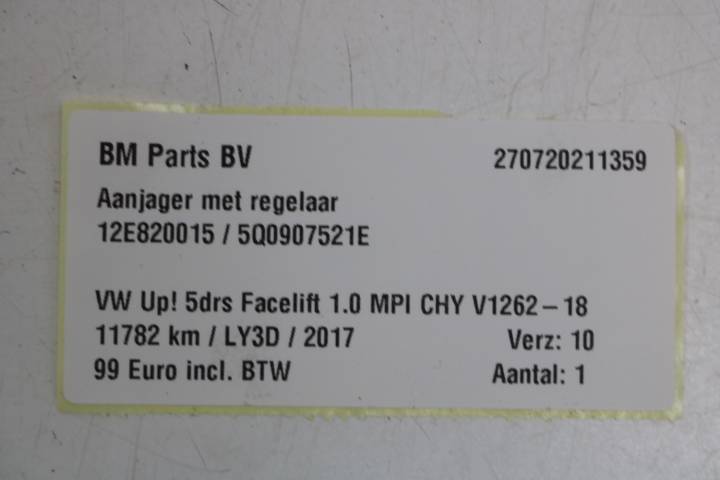 BM Parts BV 270720211359
Aanjager met regelaar
12E820015 / 5Q0907521E
VW Up! 5drs Facelift 1.0 MPI CHY V1262-18
11782 km / LY3D / 2017 Verz: 10
99 Euro incl. BTW Aantal: 1